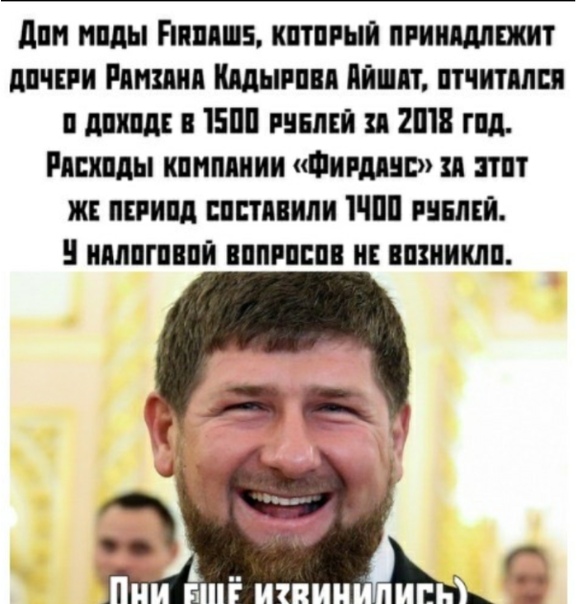 Дом моды Firdaws, который принадлежит
дочери Рамзана Кадырова Айшат, отчитался
о доходе в 1500 рублей за 2018 год.
Расходы компании «Фирдаус» за этот
же период составили 1400 рублей.
У налоговой вопросов не возникло.
Они ещё извинились)